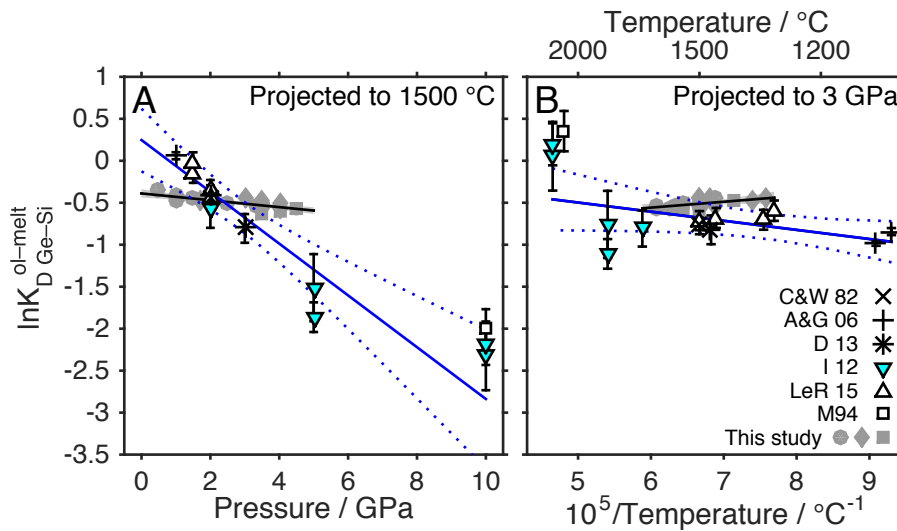 Temperature / °C
2000 1500 1200
A Projected to 1500 °C
B Projected to 3 GPa
1
0.5
0
-0.5
-1
-1.5
-2
-2.5
-3
-3.5
lnK D Ge–Si ol–melt
C&W 82
A&G 06
D 13
I 12
LeR 15
M94
This study
0 2 4 6 8 10
5 6 7 8 9
Pressure / GPa
10⁵/Temperature / °C⁻¹